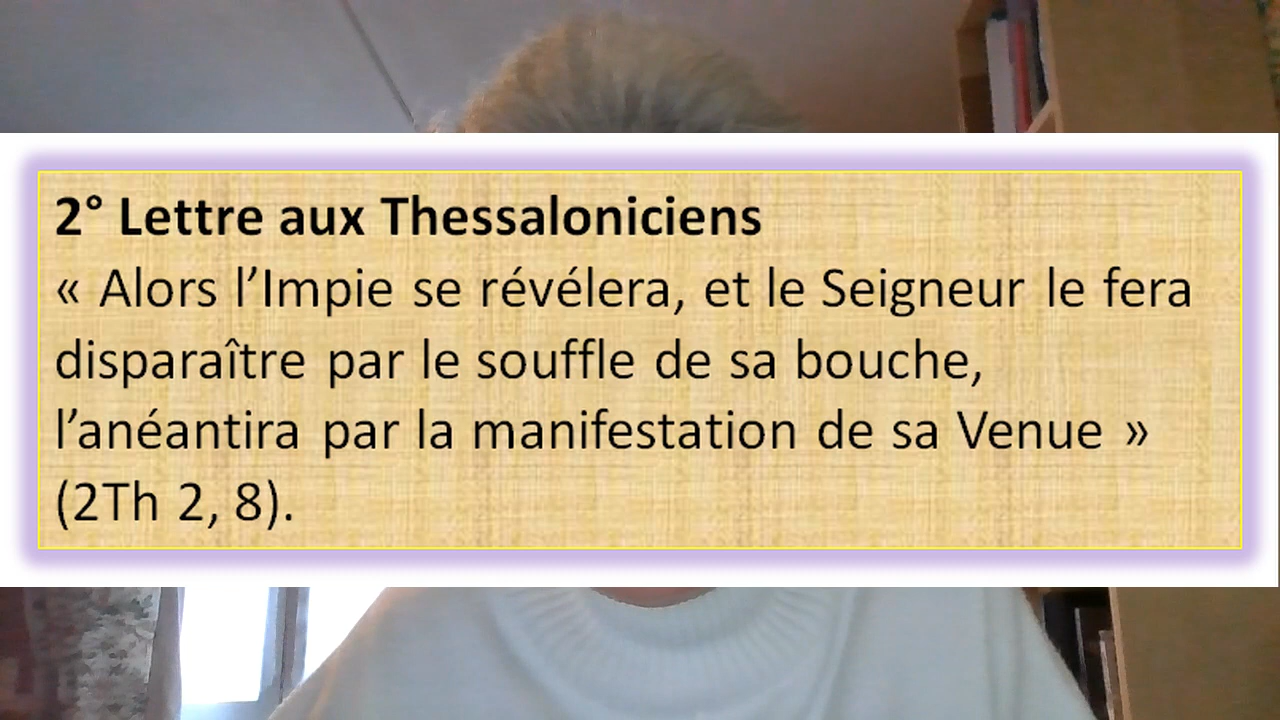 2° Lettre aux Thessaloniciens
« Alors l’Impie se révélera, et le Seigneur le fera
disparaître par le souffle de sa bouche,
l’anéantira par la manifestation de sa Venue »
(2Th 2, 8).